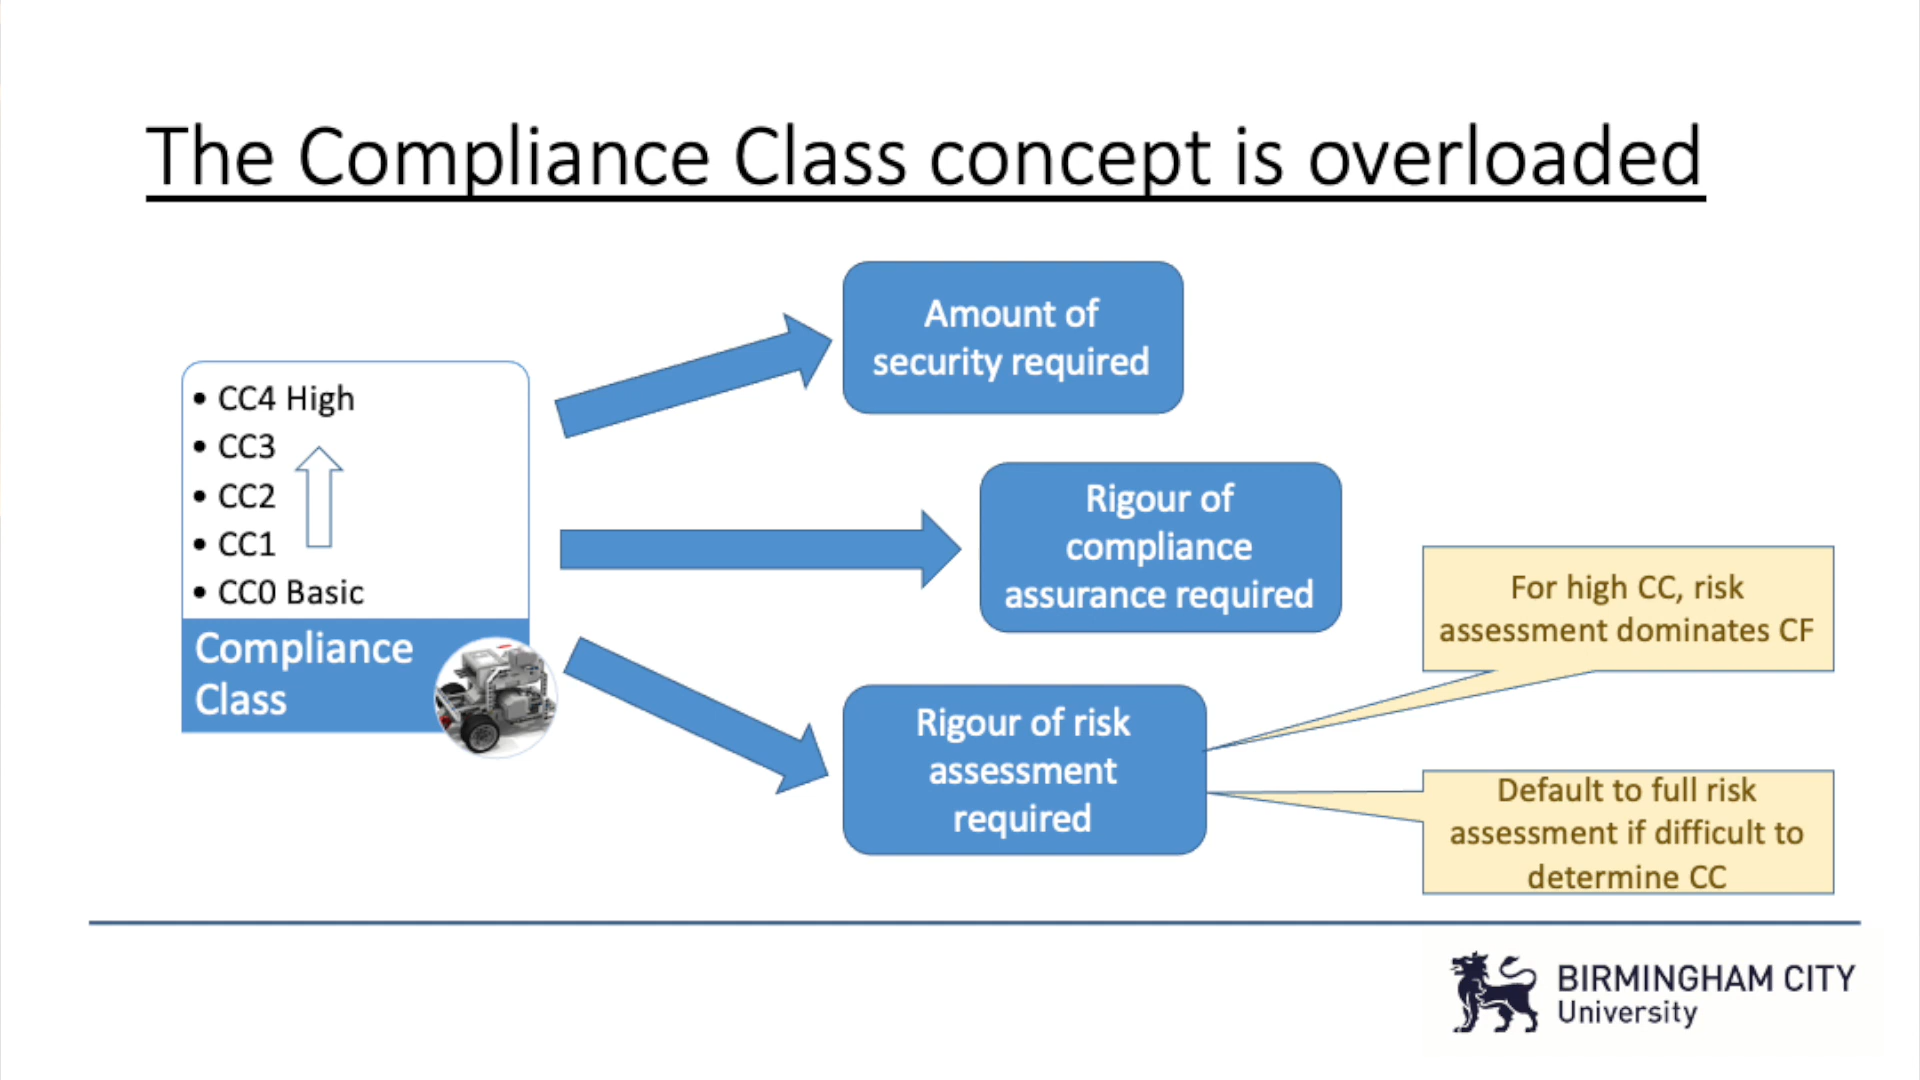 The Compliance Class concept is overloaded
• CC4 High
• CC3
• CC2
• CC1
• CC0 Basic
Compliance
Class
Amount of
security required
Rigour of
compliance
assurance required
Rigour of risk
assessment
required
For high CC, risk
assessment dominates CF
Default to full risk
assessment if difficult to
determine CC
BIRMINGHAM CITY
University